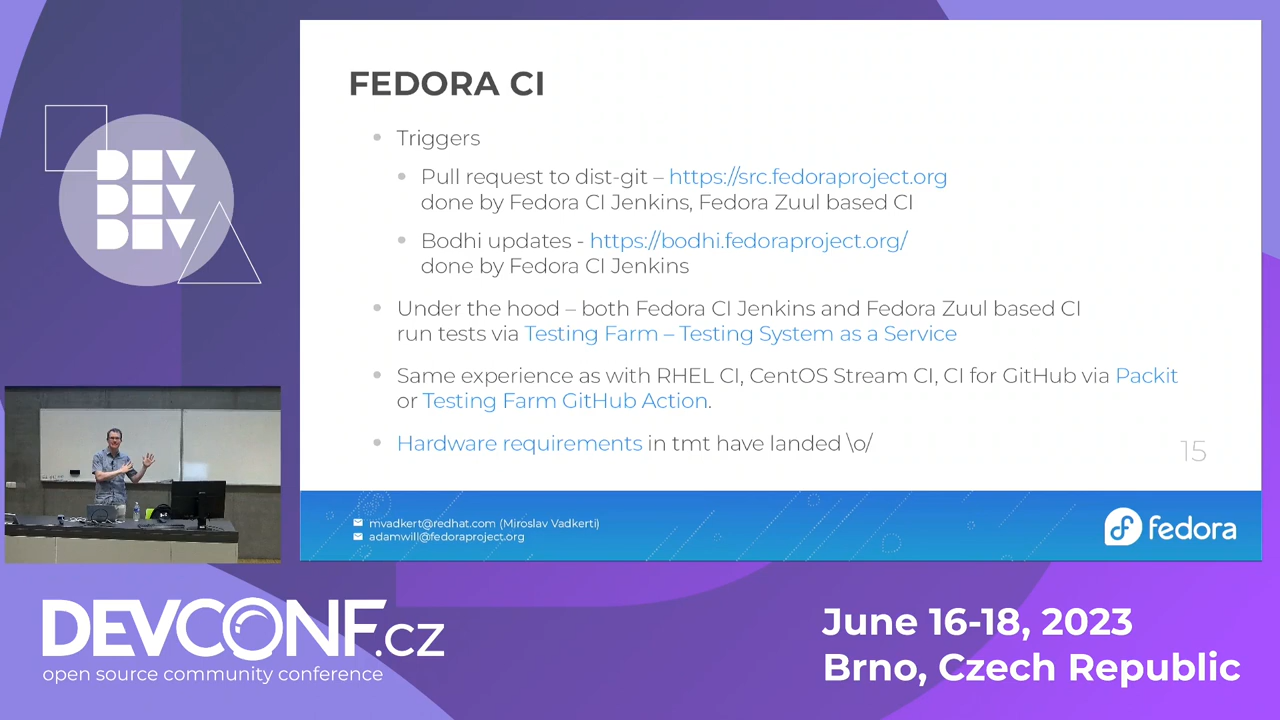 DEV
DEV
DEV
FEDORA CI
Triggers
Pull request to dist-git – https://src.fedoraproject.org
done by Fedora CI Jenkins, Fedora Zuul based CI
Bodhi updates - https://bodhi.fedoraproject.org/
done by Fedora CI Jenkins
Under the hood – both Fedora CI Jenkins and Fedora Zuul based CI
run tests via Testing Farm – Testing System as a Service
Same experience as with RHEL CI, CentOS Stream CI, CI for GitHub via Packit
or Testing Farm GitHub Action.
Hardware requirements in tmt have landed \o/
15
mvadkert@redhat.com (Miroslav Vadkerti)
adamwill@fedoraproject.org
fedora
DEVCONF.cz
open source community conference
June 16-18, 2023
Brno, Czech Republic